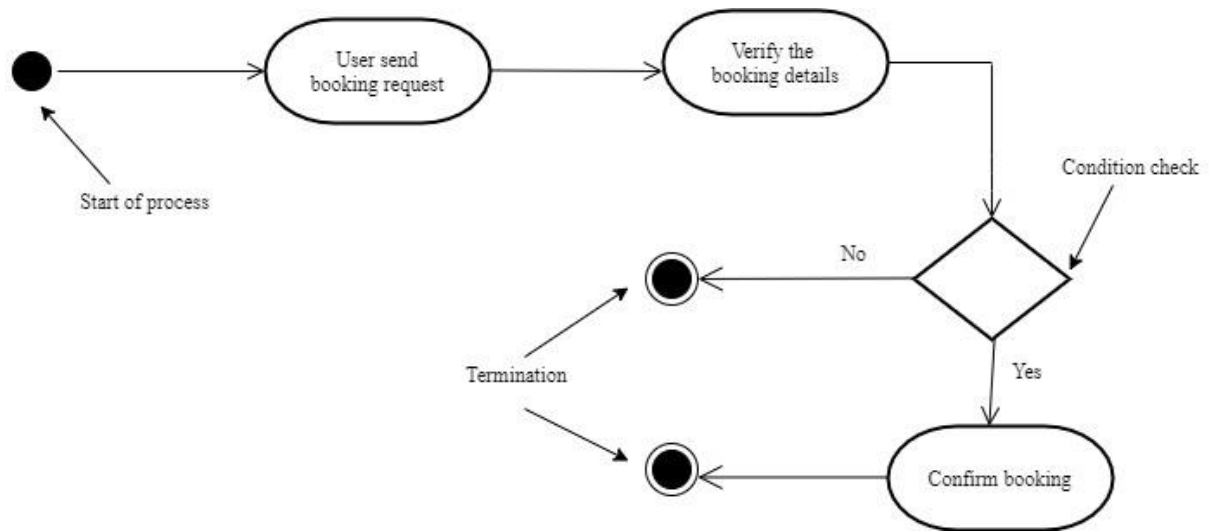 User send
booking request
Verify the
booking details
Start of process
Condition check
No
Termination
Yes
Confirm booking